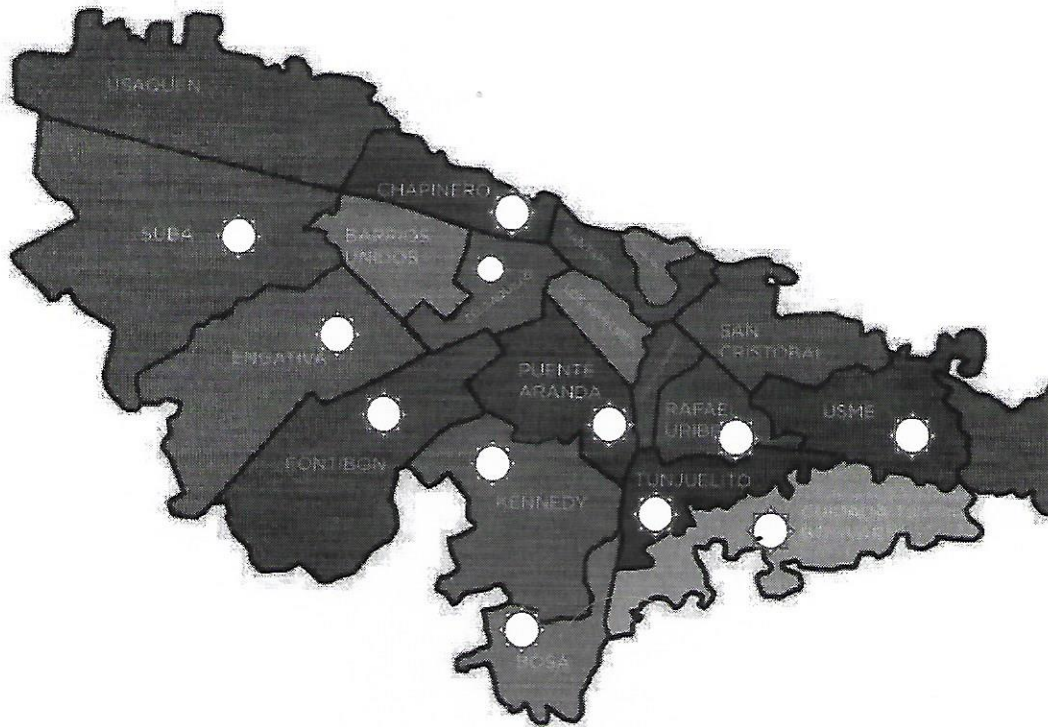 USAQUEN
CHAPINERO
SUBA
BARRIOS
UNIDOS
SAN
CRISTOBAL
ENGATIVA
PUENTE
ARANDA
RAFAEL
URIBE
USME
FONTIBON
KENNEDY
TUNJUELITO
BOSA